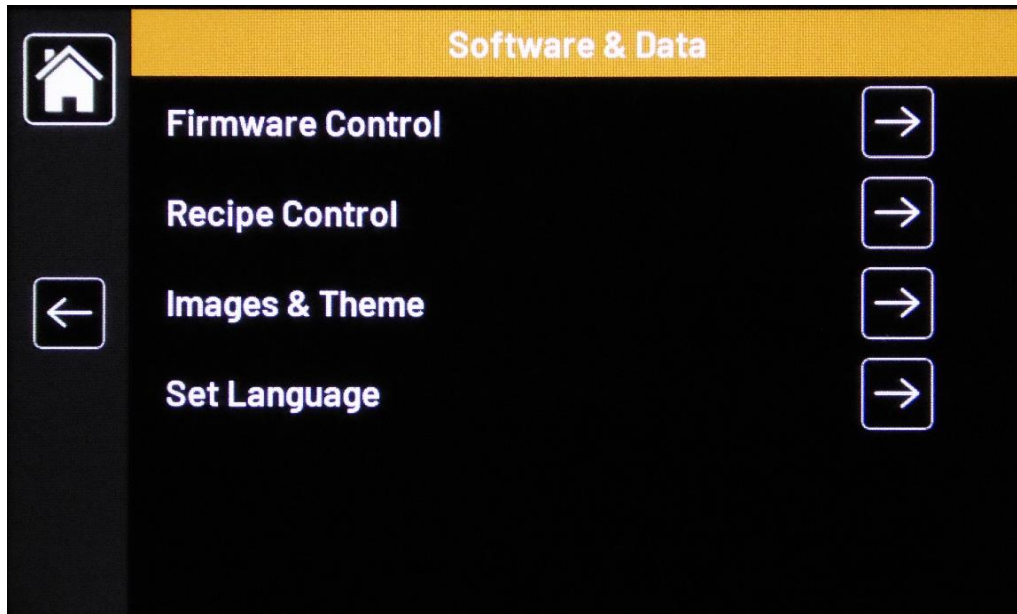 Software & Data
Firmware Control
Recipe Control
Images & Theme
Set Language